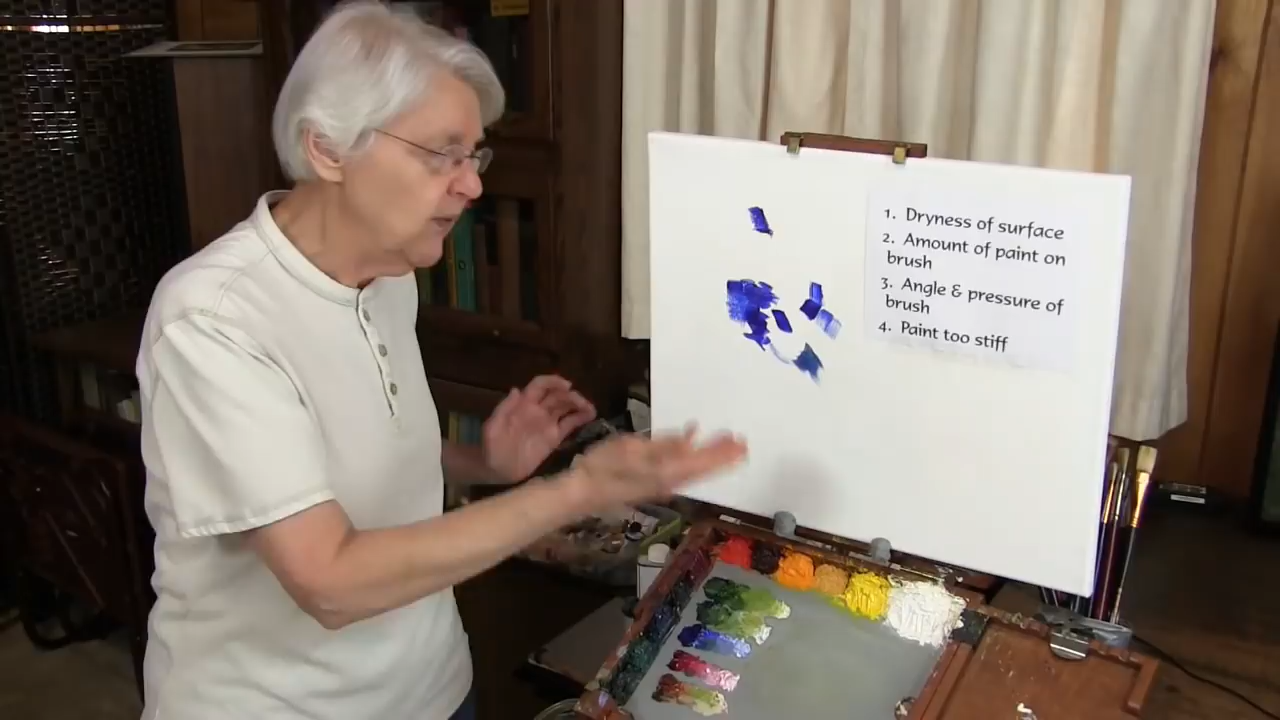 1. Dryness of surface
2. Amount of paint on
brush
3. Angle & pressure of
brush
4. Paint too stiff